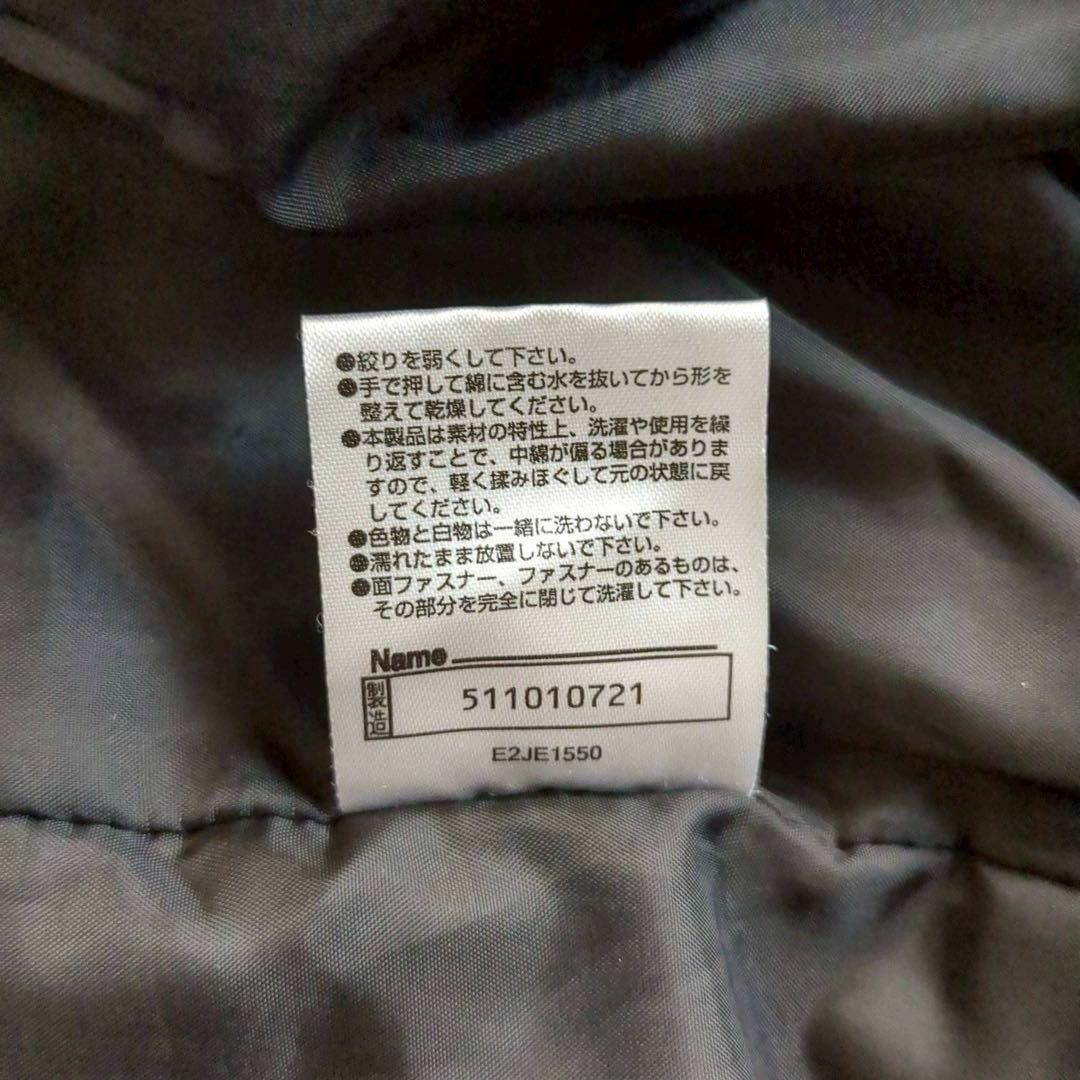 ●絞りを弱くして下さい。
●手で押して綿に含む水を抜いてから形を
整えて乾燥してください。
●本製品は素材の特性上、洗濯や使用を繰
り返すことで、中綿が偏る場合がありま
すので、軽く揉みほぐして元の状態に戻
してください。
●色物と白物は一緒に洗わないで下さい。
●濡れたまま放置しないで下さい。
●面ファスナー、ファスナーのあるものは、
その部分を完全に閉じて洗濯して下さい。
Name
製造 511010721
E2JE1550